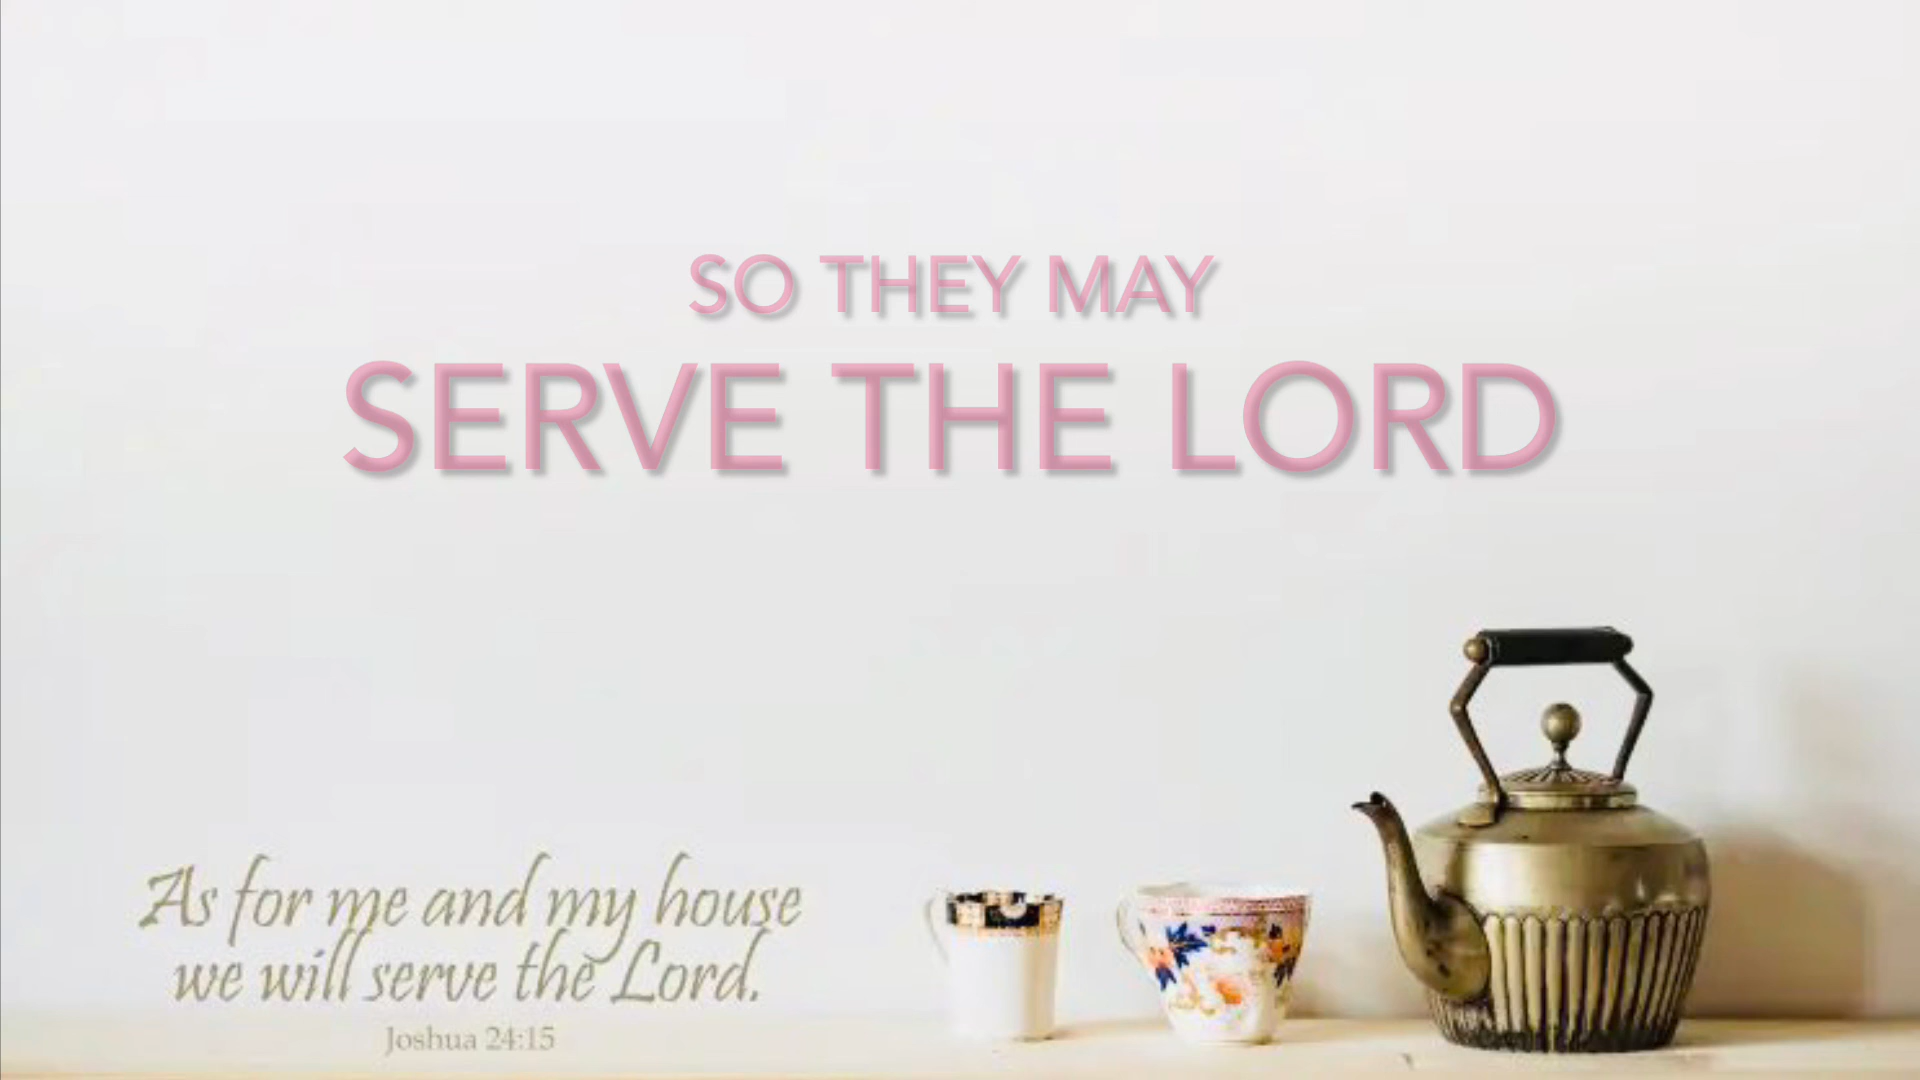 SO THEY MAY
SERVE THE LORD
As for me and my house
we will serve the Lord.
Joshua 24:15